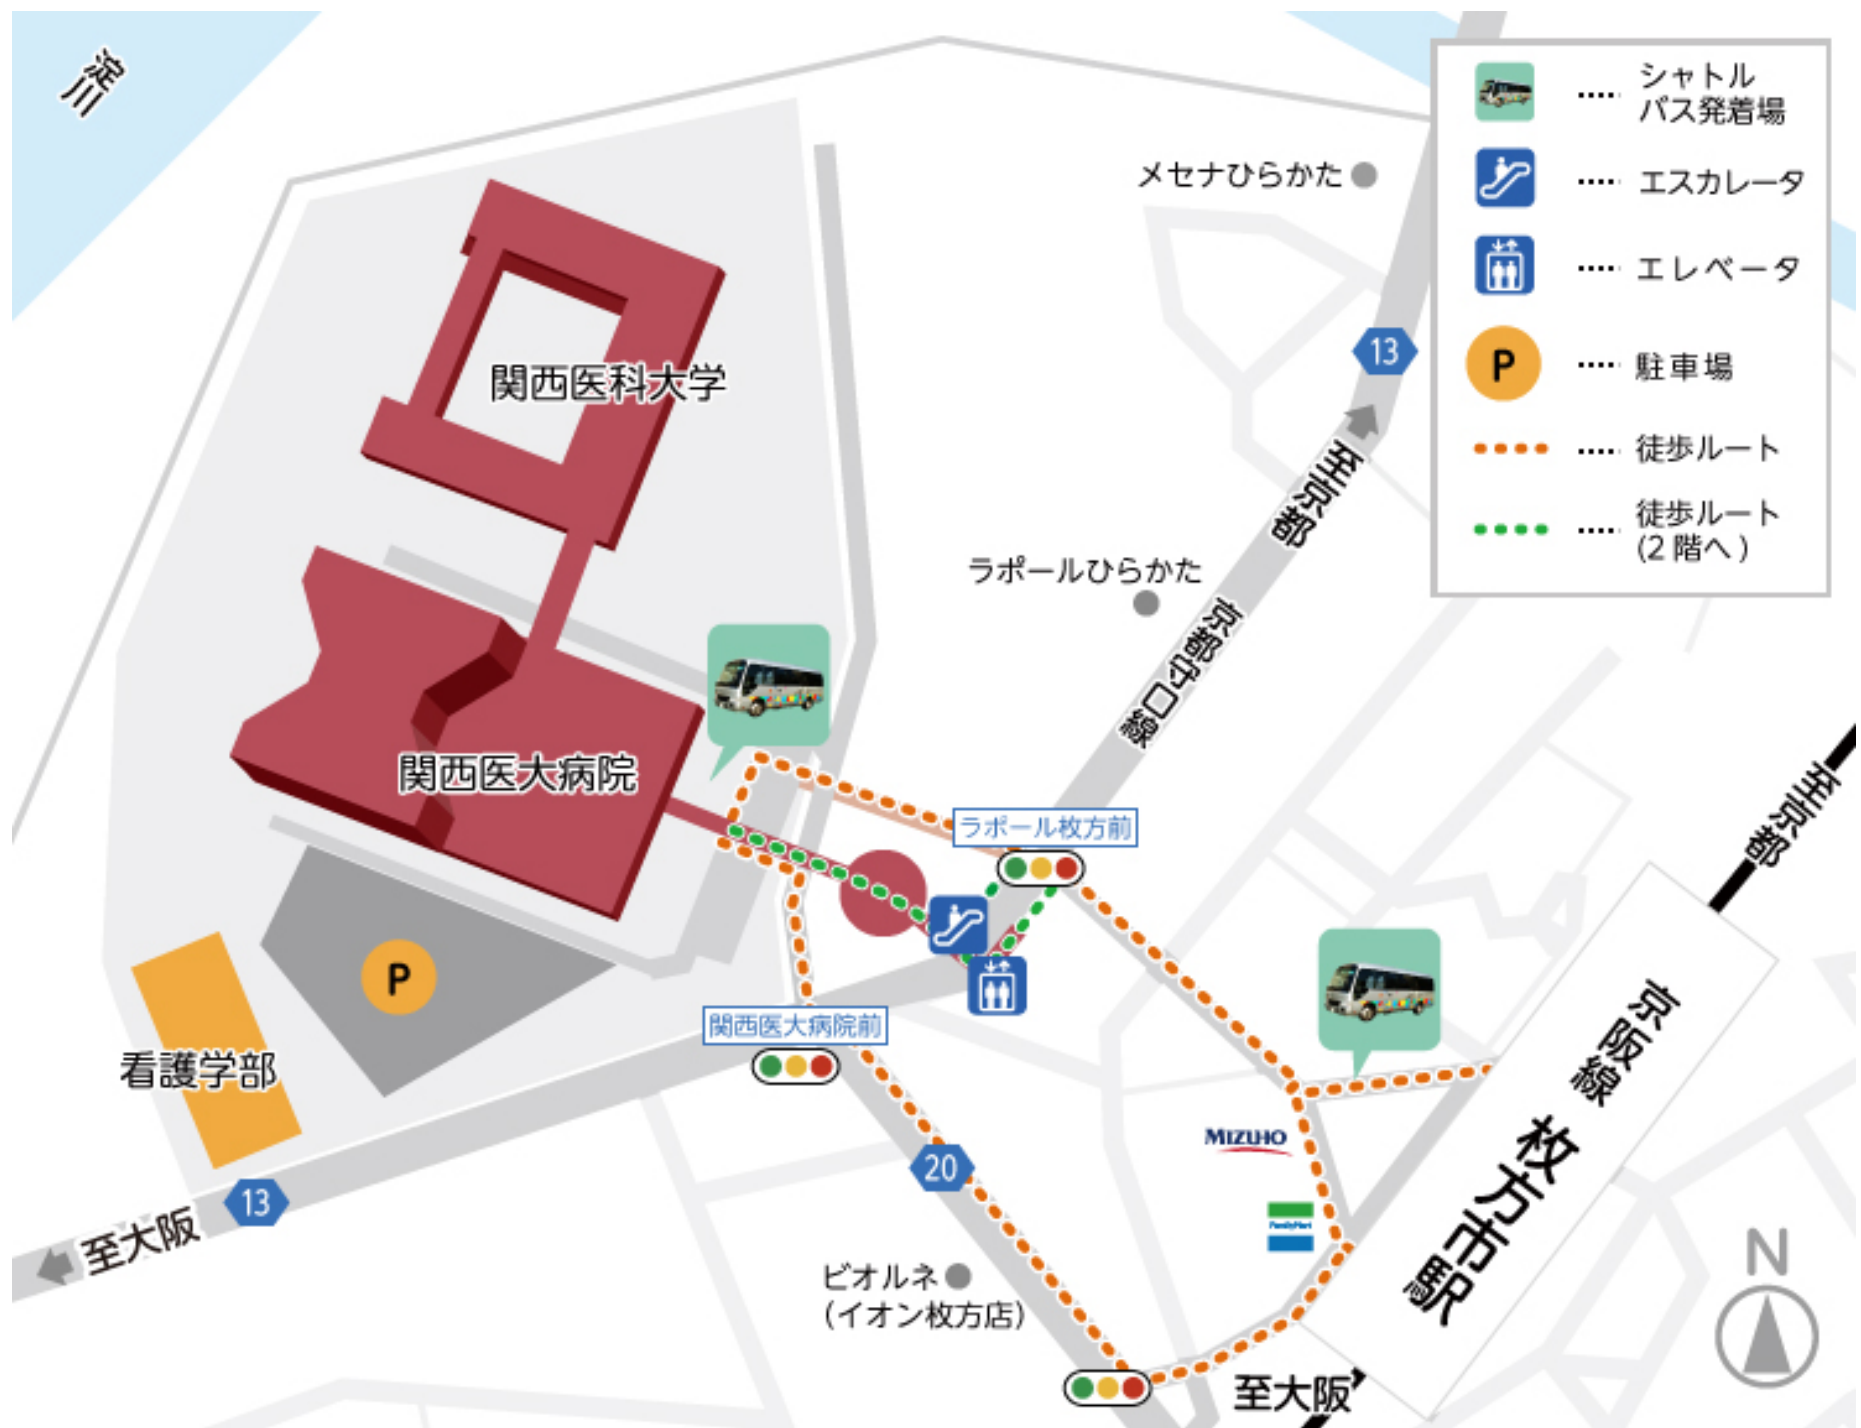 淀川
シャトル
バス発着場
エスカレータ
エレベータ
P
駐車場
徒歩ルート
徒歩ルート
(2階へ)
メセナひらかた
13
関西医科大学
至京都
ラポールひらかた
京都守口線
関西医大病院
至京都
ラポール枚方前
P
関西医大病院前
看護学部
京阪線
枚方市駅
MIZUHO
20
13
FamilyMart
至大阪
ビオルネ
(イオン枚方店)
N
至大阪